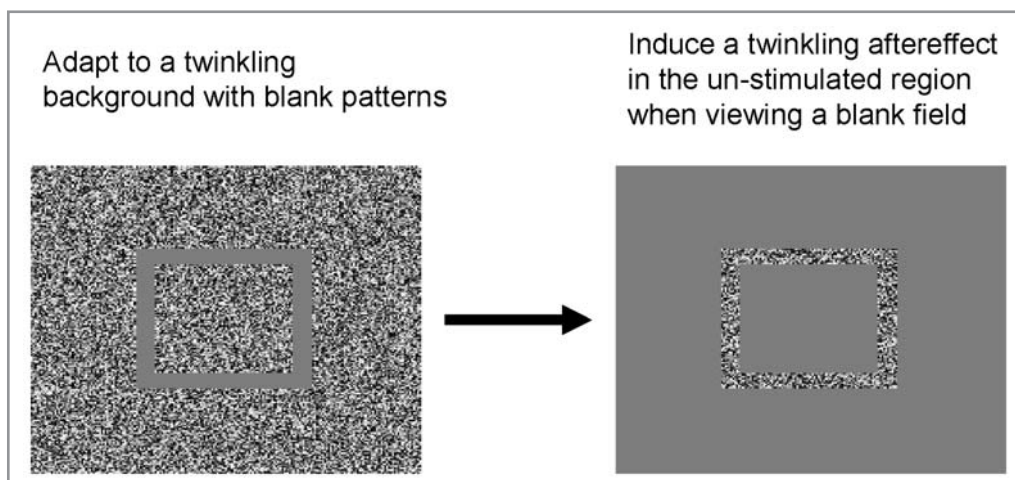 Adapt to a twinkling
background with blank patterns
Induce a twinkling aftereffect
in the un-stimulated region
when viewing a blank field